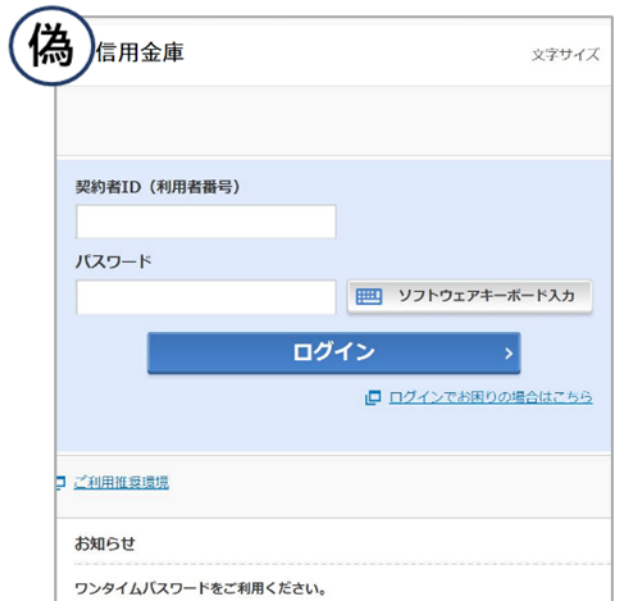 偽
信用金庫
文字サイズ
契約者ID（利用者番号）
パスワード
ソフトウェアキーボード入力
ログイン
ログインでお困りの場合はこちら
ご利用推奨環境
お知らせ
ワンタイムパスワードをご利用ください。